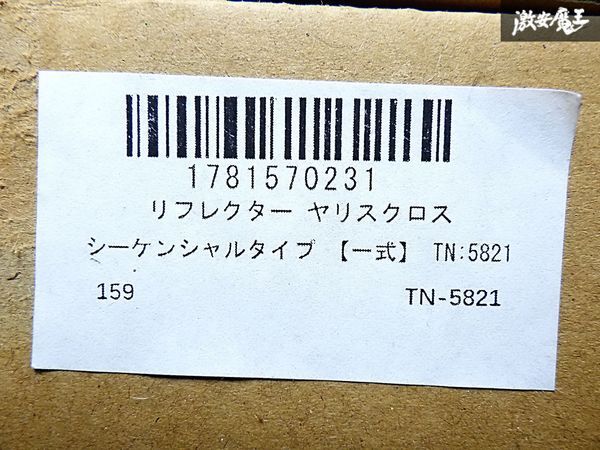 激安魔王
1781570231
リフレクター ヤリスクロス
シーケンシャルタイプ 【一式】 TN:5821
159 TN-5821